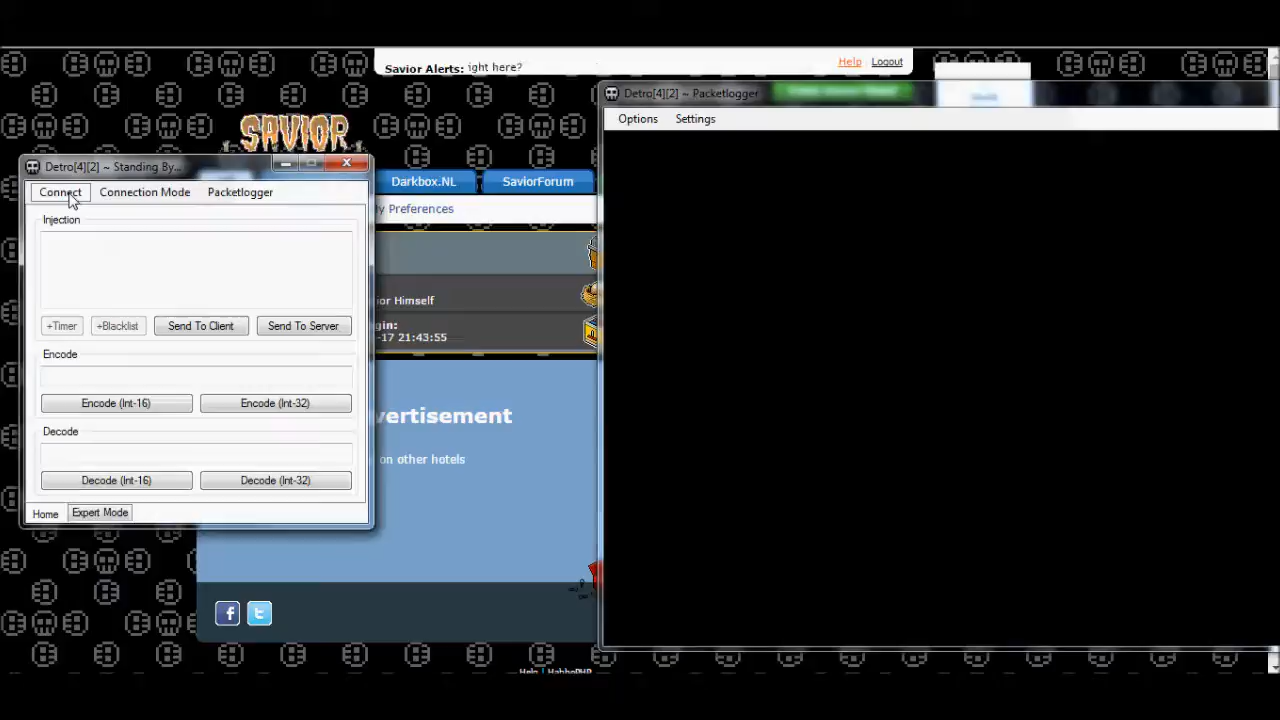 Savior Alerts: ight here?
Help Logout
SAVIOR
Detro[4][2] ~ Packetlogger
Options Settings
Detro[4][2] ~ Standing By...
Connect Connection Mode Packetlogger
Darkbox.NL SaviorForum
y Preferences
Injection
ior Himself
gin:
-17 21:43:55
+Timer +Blacklist Send To Client Send To Server
Encode
Encode (Int-16) Encode (Int-32)
vertisement
Decode
on other hotels
Decode (Int-16) Decode (Int-32)
Home Expert Mode
Help | HabboPHP